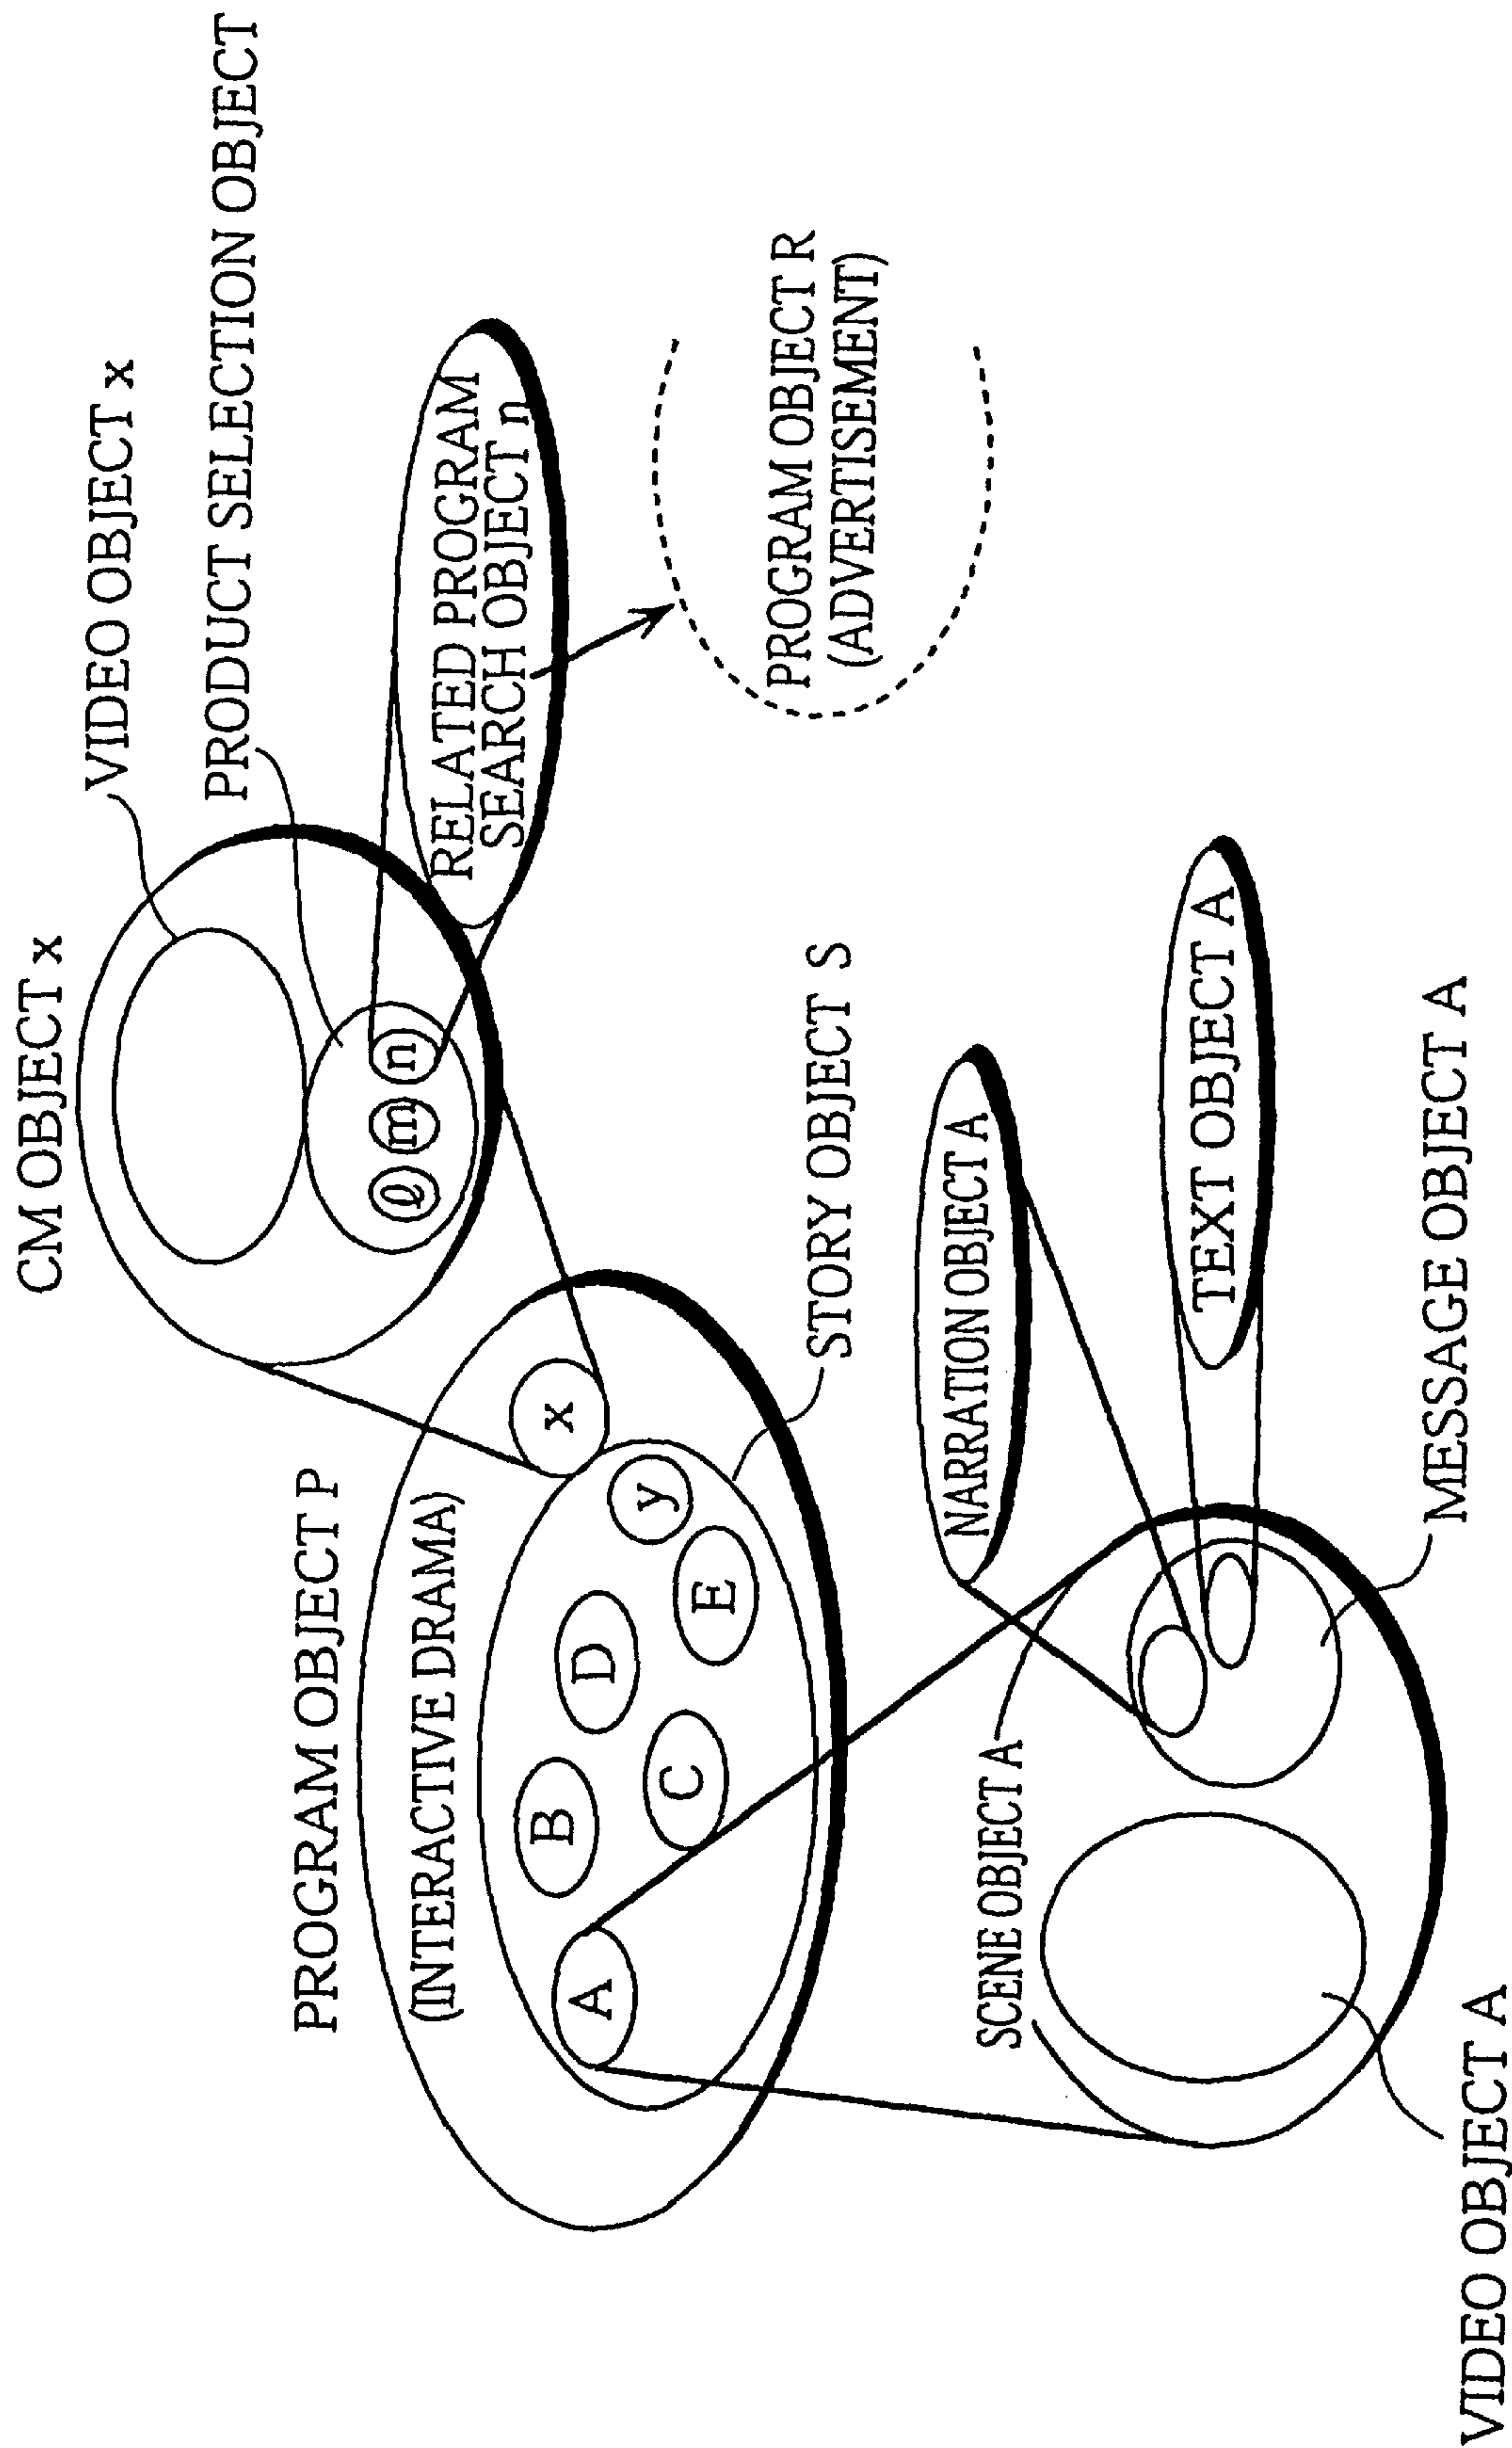 CM OBJECT x
VIDEO OBJECT x
PRODUCT SELECTION OBJECT
ℓ m n
RELATED PROGRAM
SEARCH OBJECT n
PROGRAM OBJECT R
(ADVERTISEMENT)
PROGRAM OBJECT P
(INTERACTIVE DRAMA)
x
A B C D E y
STORY OBJECT S
NARRATION OBJECT A
SCENE OBJECT A
TEXT OBJECT A
MESSAGE OBJECT A
VIDEO OBJECT A